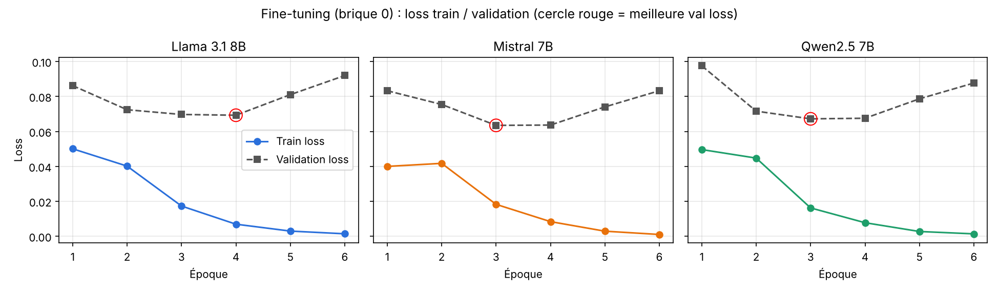 Fine-tuning (brique 0) : loss train / validation (cercle rouge = meilleure val loss)
Llama 3.1 8B
Mistral 7B
Qwen2.5 7B
Loss
0.10
0.08
0.06
0.04
0.02
0.00
Train loss
Validation loss
1 2 3 4 5 6
1 2 3 4 5 6
1 2 3 4 5 6
Époque
Époque
Époque